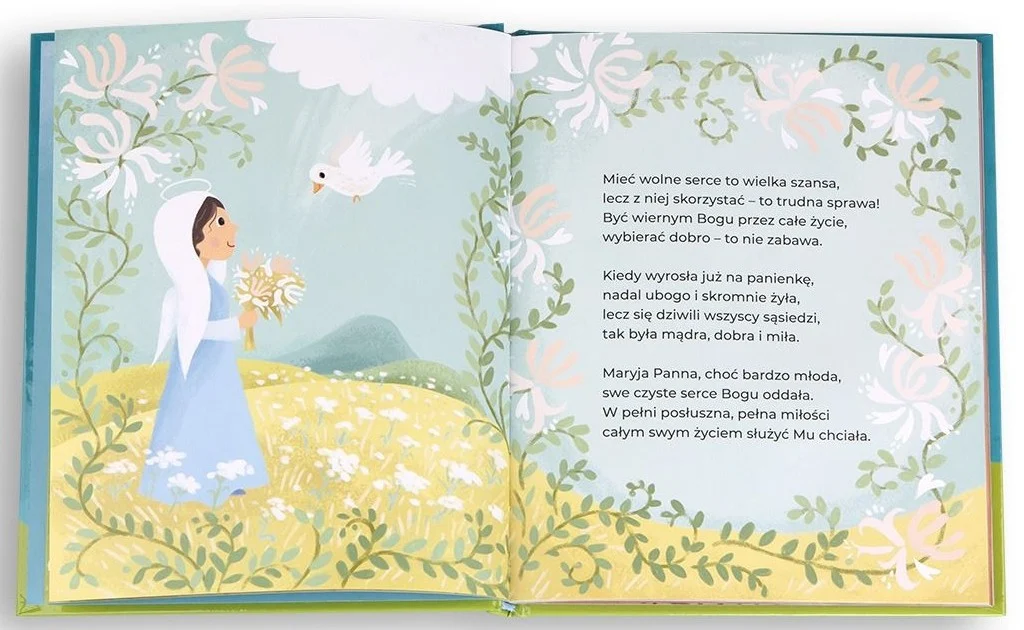 Mieć wolne serce to wielka szansa,
lecz z niej skorzystać – to trudna sprawa!
Być wiernym Bogu przez całe życie,
wybierać dobro – to nie zabawa.
Kiedy wyrosła już na panienkę,
nadal ubogo i skromnie żyła,
lecz się dziwili wszyscy sąsiedzi,
tak była mądra, dobra i miła.
Maryja Panna, choć bardzo młoda,
swe czyste serce Bogu oddała.
W pełni posłuszna, pełna miłości
całym swym życiem służyć Mu chciała.